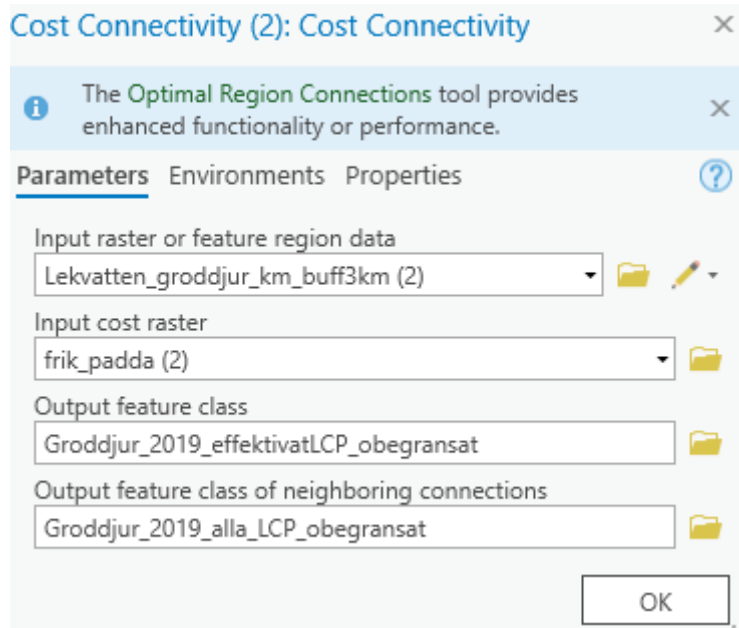 Cost Connectivity (2): Cost Connectivity
The Optimal Region Connections tool provides
enhanced functionality or performance.
Parameters Environments Properties
Input raster or feature region data
Lekvatten_groddjur_km_buff3km (2)
Input cost raster
frik_padda (2)
Output feature class
Groddjur_2019_effektivatLCP_obegransat
Output feature class of neighboring connections
Groddjur_2019_alla_LCP_obegransat
OK